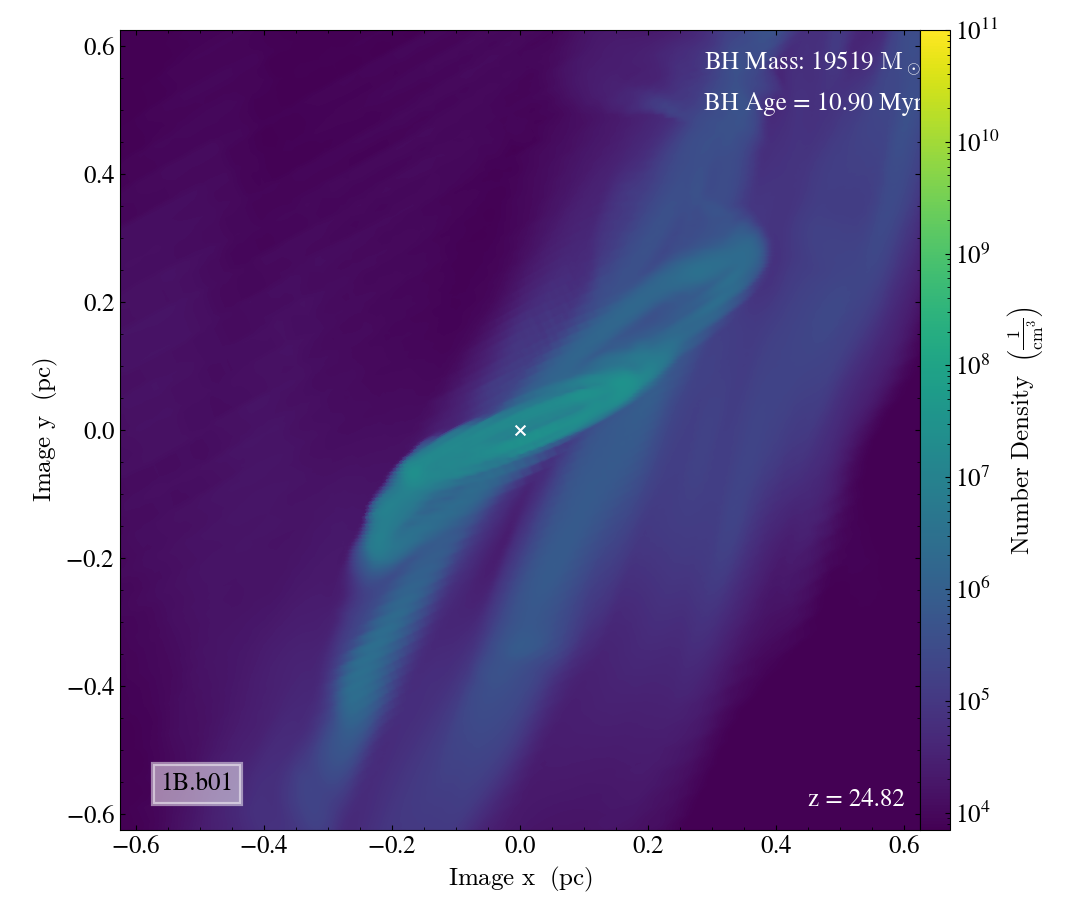 BH Mass: 19519 M☉
BH Age = 10.90 Myr
1B.b01
z = 24.82
0.6
0.4
0.2
0.0
−0.2
−0.4
−0.6
Image y (pc)
−0.6 −0.4 −0.2 0.0 0.2 0.4 0.6
Image x (pc)
10¹¹
10¹⁰
10⁹
10⁸
10⁷
10⁶
10⁵
10⁴
Number Density (1/cm³)